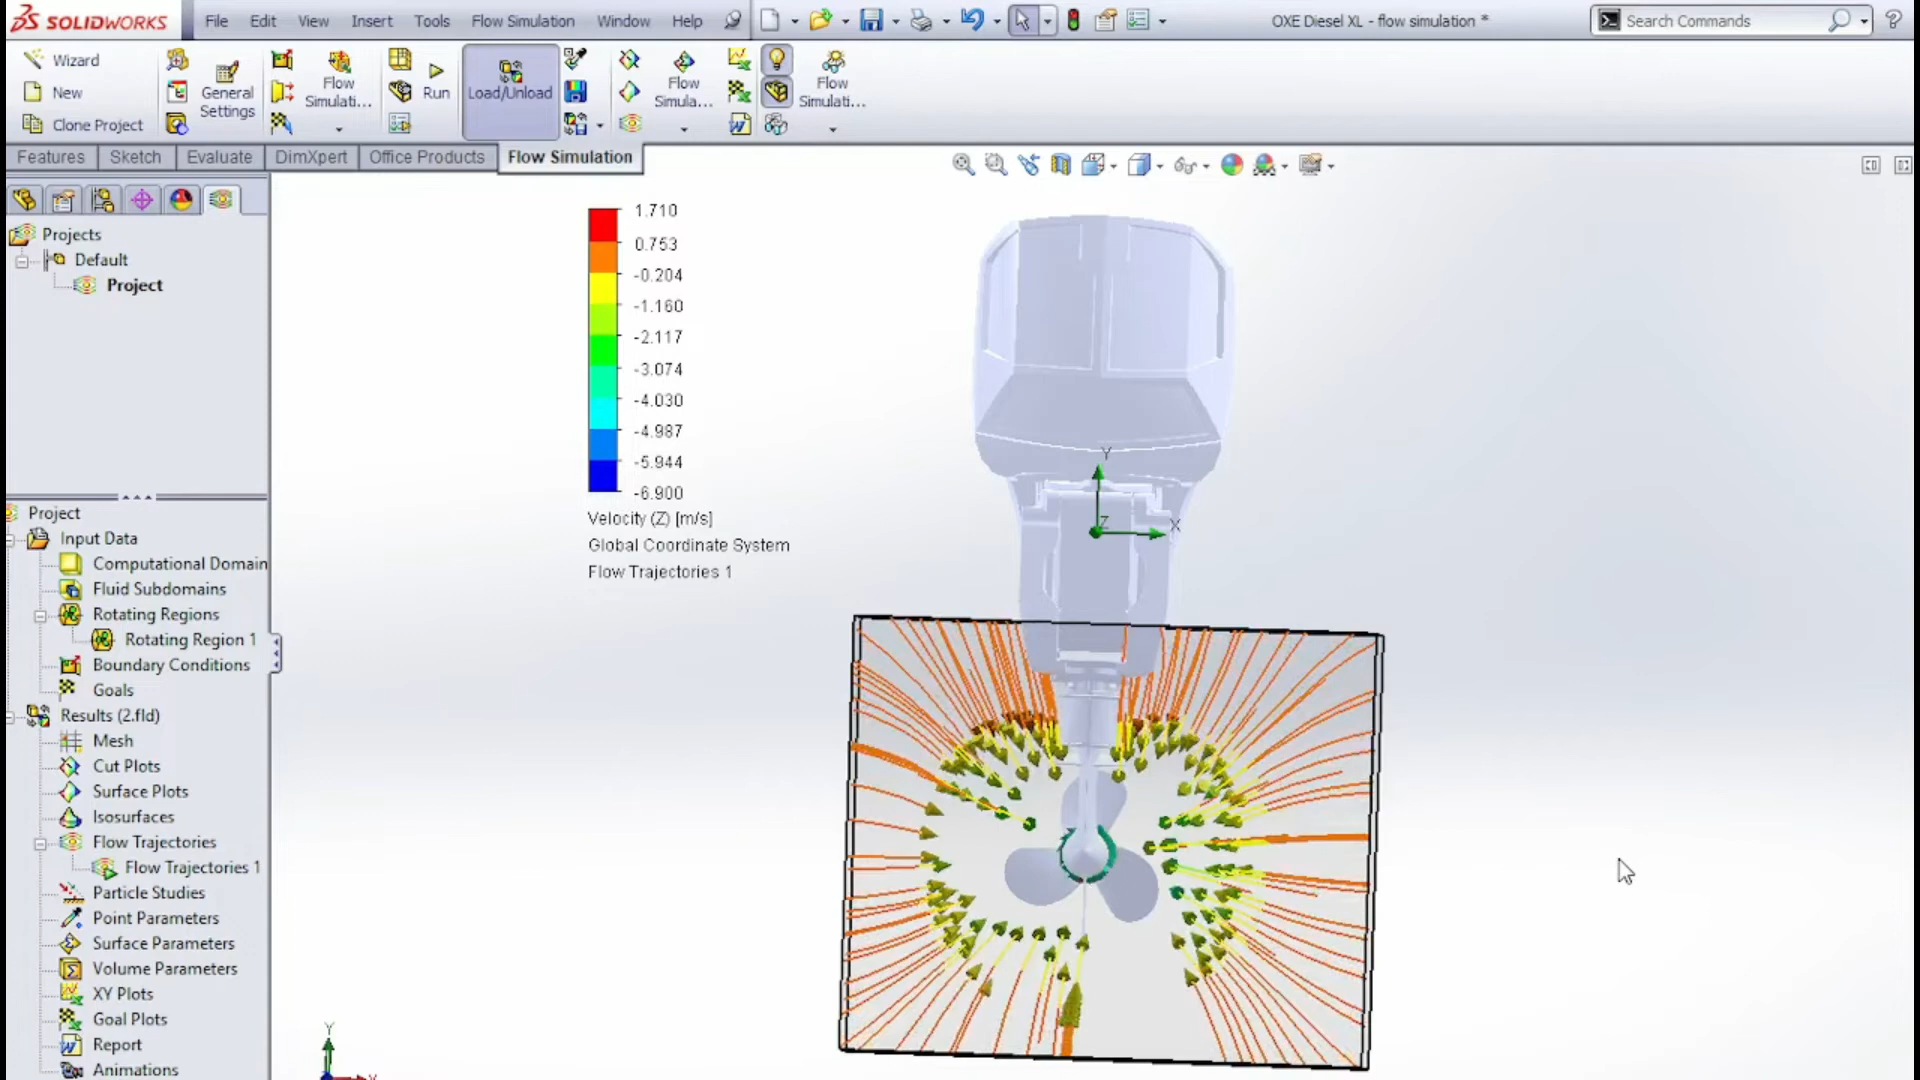 SOLIDWORKS File Edit View Insert Tools Flow Simulation Window Help OXE Diesel XL - flow simulation * Search Commands
Wizard
New
Clone Project
General
Settings
Flow
Simulati...
Run
Load/Unload
Flow
Simula...
Flow
Simulati...
Features Sketch Evaluate DimXpert Office Products Flow Simulation
Projects
Default
Project
Project
Input Data
Computational Domain
Fluid Subdomains
Rotating Regions
Rotating Region 1
Boundary Conditions
Goals
Results (2.fld)
Mesh
Cut Plots
Surface Plots
Isosurfaces
Flow Trajectories
Flow Trajectories 1
Particle Studies
Point Parameters
Surface Parameters
Volume Parameters
XY Plots
Goal Plots
Report
Animations
1.710
0.753
-0.204
-1.160
-2.117
-3.074
-4.030
-4.987
-5.944
-6.900
Velocity (Z) [m/s]
Global Coordinate System
Flow Trajectories 1
Y
Z
X
Y
X